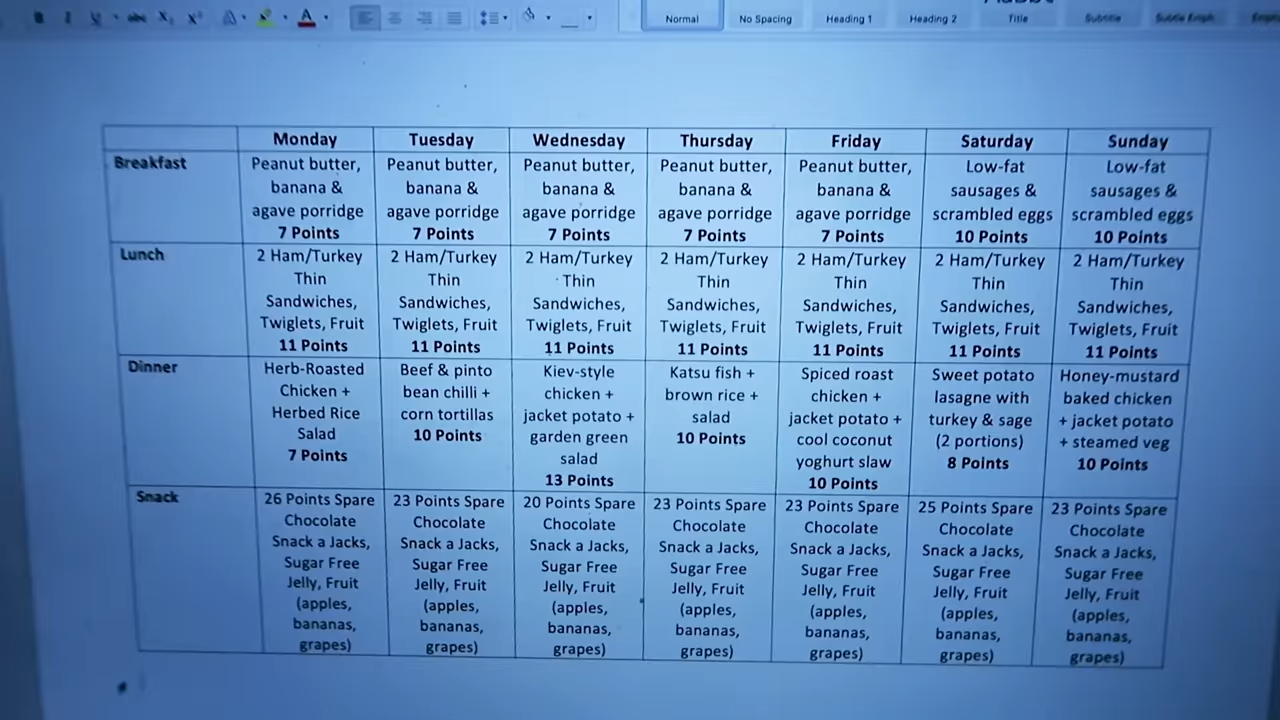 B I U abc X₂ X²
Normal No Spacing Heading 1 Heading 2 Title Subtitle Subtle Emph...
Monday Tuesday Wednesday Thursday Friday Saturday Sunday
Breakfast Peanut butter, Peanut butter, Peanut butter, Peanut butter, Peanut butter, Low-fat Low-fat
banana & banana & banana & banana & banana & sausages & sausages &
agave porridge agave porridge agave porridge agave porridge agave porridge scrambled eggs scrambled eggs
7 Points 7 Points 7 Points 7 Points 7 Points 10 Points 10 Points
Lunch 2 Ham/Turkey 2 Ham/Turkey 2 Ham/Turkey 2 Ham/Turkey 2 Ham/Turkey 2 Ham/Turkey 2 Ham/Turkey
Thin Thin Thin Thin Thin Thin Thin
Sandwiches, Sandwiches, Sandwiches, Sandwiches, Sandwiches, Sandwiches, Sandwiches,
Twiglets, Fruit Twiglets, Fruit Twiglets, Fruit Twiglets, Fruit Twiglets, Fruit Twiglets, Fruit Twiglets, Fruit
11 Points 11 Points 11 Points 11 Points 11 Points 11 Points 11 Points
Dinner Herb-Roasted Beef & pinto Kiev-style Katsu fish + Spiced roast Sweet potato Honey-mustard
Chicken + bean chilli + chicken + brown rice + chicken + lasagne with baked chicken
Herbed Rice corn tortillas jacket potato + salad jacket potato + turkey & sage + jacket potato
Salad 10 Points garden green 10 Points cool coconut (2 portions) + steamed veg
7 Points salad yoghurt slaw 8 Points 10 Points
13 Points 10 Points
Snack 26 Points Spare 23 Points Spare 20 Points Spare 23 Points Spare 23 Points Spare 25 Points Spare 23 Points Spare
Chocolate Chocolate Chocolate Chocolate Chocolate Chocolate Chocolate
Snack a Jacks, Snack a Jacks, Snack a Jacks, Snack a Jacks, Snack a Jacks, Snack a Jacks, Snack a Jacks,
Sugar Free Sugar Free Sugar Free Sugar Free Sugar Free Sugar Free Sugar Free
Jelly, Fruit Jelly, Fruit Jelly, Fruit Jelly, Fruit Jelly, Fruit Jelly, Fruit Jelly, Fruit
(apples, (apples, (apples, (apples, (apples, (apples, (apples,
bananas, bananas, bananas, bananas, bananas, bananas, bananas,
grapes) grapes) grapes) grapes) grapes) grapes) grapes)